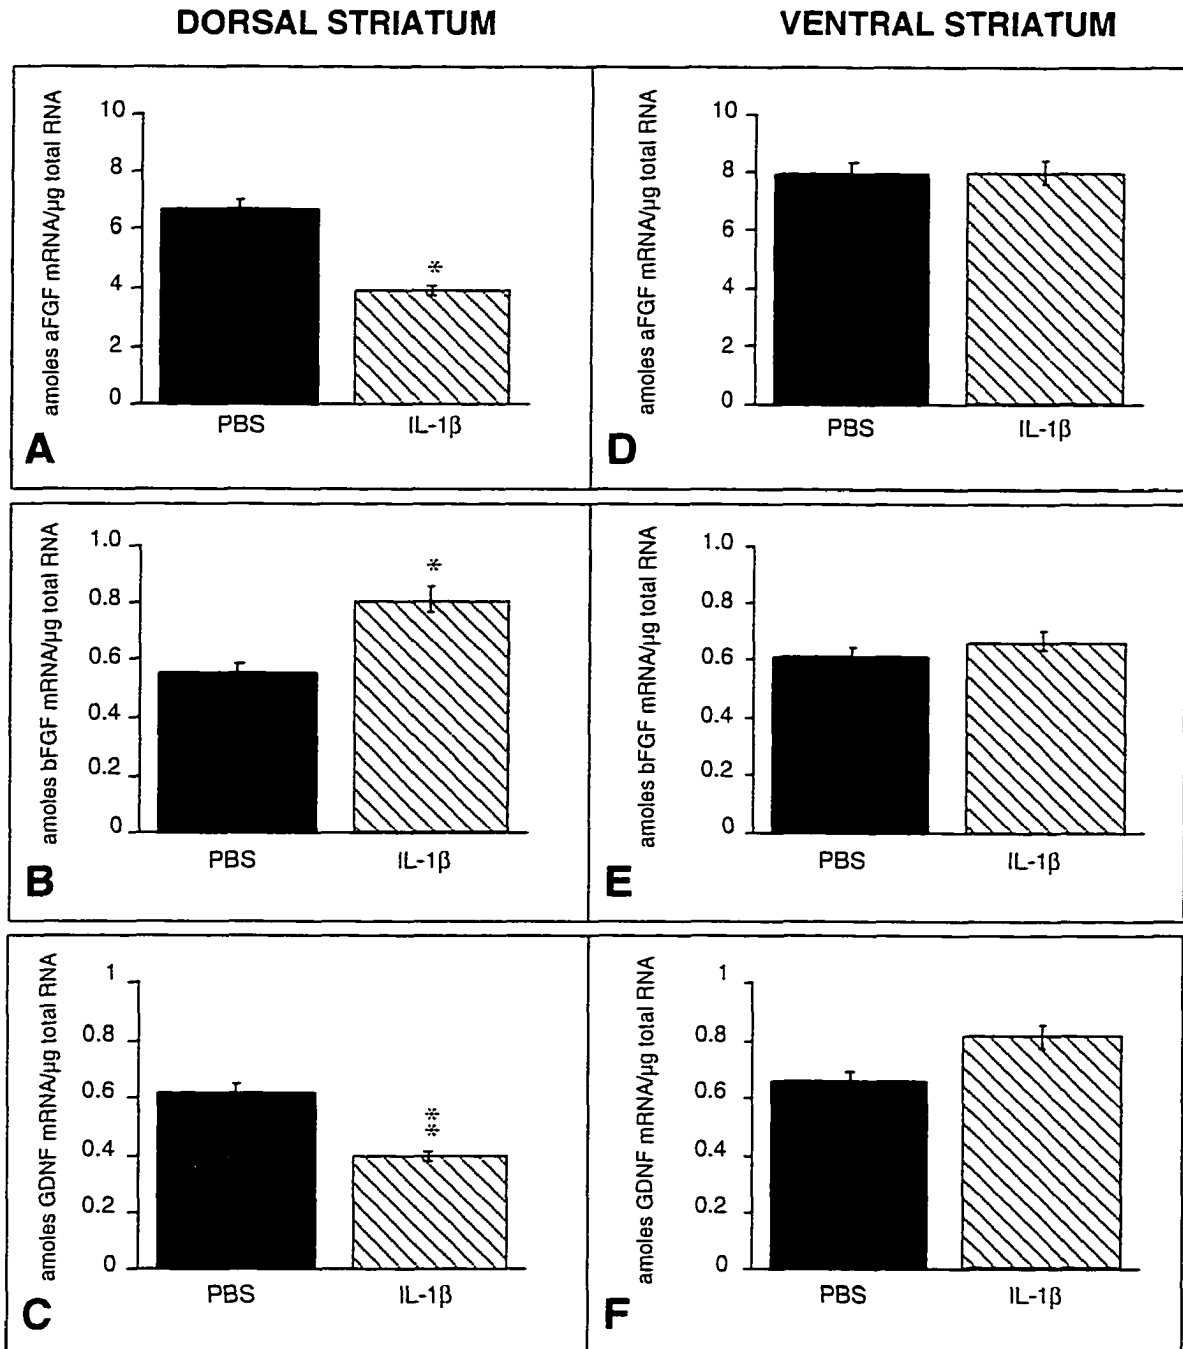 DORSAL STRIATUM
VENTRAL STRIATUM
amoles aFGF mRNA/µg total RNA
10
8
6
4
2
0
*
PBS
IL-1β
A
amoles aFGF mRNA/µg total RNA
10
8
6
4
2
0
PBS
IL-1β
D
amoles bFGF mRNA/µg total RNA
1.0
0.8
0.6
0.4
0.2
0
*
PBS
IL-1β
B
amoles bFGF mRNA/µg total RNA
1.0
0.8
0.6
0.4
0.2
0
PBS
IL-1β
E
amoles GDNF mRNA/µg total RNA
1
0.8
0.6
0.4
0.2
0
*
*
PBS
IL-1β
C
amoles GDNF mRNA/µg total RNA
1
0.8
0.6
0.4
0.2
0
PBS
IL-1β
F